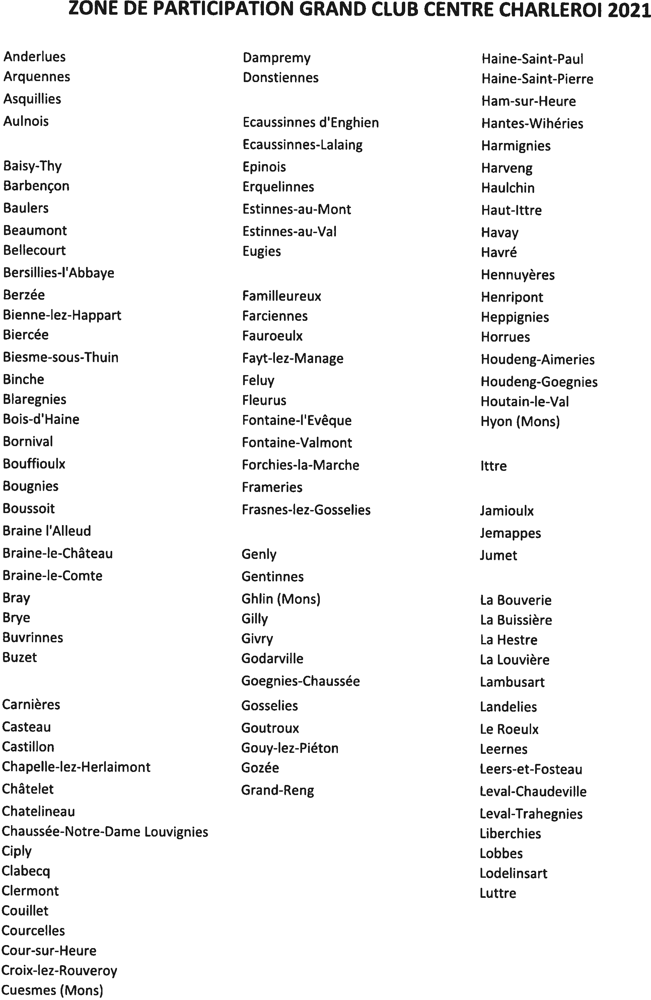 ZONE DE PARTICIPATION GRAND CLUB CENTRE CHARLEROI 2021
Anderlues
Arquennes
Asquillies
Aulnois
Baisy-Thy
Barbençon
Baulers
Beaumont
Bellecourt
Bersillies-l'Abbaye
Berzée
Bienne-lez-Happart
Biercée
Biesme-sous-Thuin
Binche
Blaregnies
Bois-d'Haine
Bornival
Bouffioulx
Bougnies
Boussoit
Braine l'Alleud
Braine-le-Château
Braine-le-Comte
Bray
Brye
Buvrinnes
Buzet
Carnières
Casteau
Castillon
Chapelle-lez-Herlaimont
Châtelet
Chatelineau
Chaussée-Notre-Dame Louvignies
Ciply
Clabecq
Clermont
Couillet
Courcelles
Cour-sur-Heure
Croix-lez-Rouveroy
Cuesmes (Mons)
Dampremy
Donstiennes
Ecaussinnes d'Enghien
Ecaussinnes-Lalaing
Epinois
Erquelinnes
Estinnes-au-Mont
Estinnes-au-Val
Eugies
Familleureux
Farciennes
Fauroeulx
Fayt-lez-Manage
Feluy
Fleurus
Fontaine-l'Evêque
Fontaine-Valmont
Forchies-la-Marche
Frameries
Frasnes-lez-Gosselies
Genly
Gentinnes
Ghlin (Mons)
Gilly
Givry
Godarville
Goegnies-Chaussée
Gosselies
Goutroux
Gouy-lez-Piéton
Gozée
Grand-Reng
Haine-Saint-Paul
Haine-Saint-Pierre
Ham-sur-Heure
Hantes-Wihéries
Harmignies
Harveng
Haulchin
Haut-Ittre
Havay
Havré
Hennuyères
Henripont
Heppignies
Horrues
Houdeng-Aimeries
Houdeng-Goegnies
Houtain-le-Val
Hyon (Mons)
Ittre
Jamioulx
Jemappes
Jumet
La Bouverie
La Buissière
La Hestre
La Louvière
Lambusart
Landelies
Le Roeulx
Leernes
Leers-et-Fosteau
Leval-Chaudeville
Leval-Trahegnies
Liberchies
Lobbes
Lodelinsart
Luttre